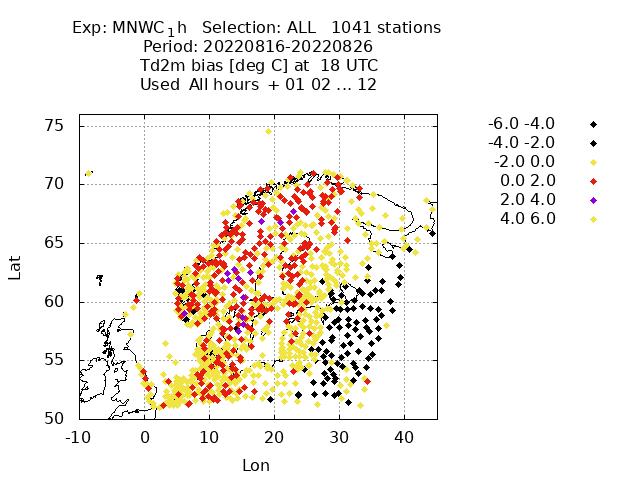 Exp: MNWC1h   Selection: ALL   1041 stations
Period: 20220816-20220826
Td2m bias [deg C] at  18 UTC
Used  All hours  + 01 02 ... 12
-6.0 -4.0
-4.0 -2.0
-2.0 0.0
0.0 2.0
2.0 4.0
4.0 6.0
75
70
65
60
55
50
Lat
-10 0 10 20 30 40
Lon